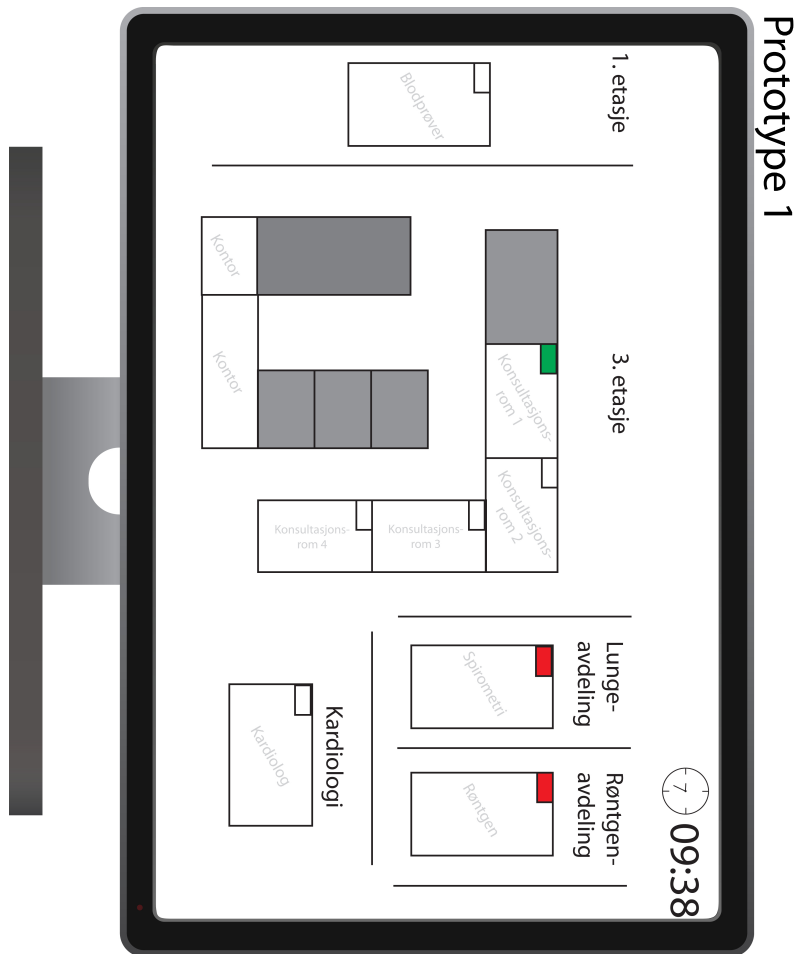 Prototype 1
09:38
1. etasje
Blodprøver
3. etasje
Konsultasjons-
rom 1
Konsultasjons-
rom 2
Konsultasjons-
rom 3
Konsultasjons-
rom 4
Kontor
Kontor
Lunge-
avdeling
Spirometri
Røntgen-
avdeling
Røntgen
Kardiologi
Kardiolog